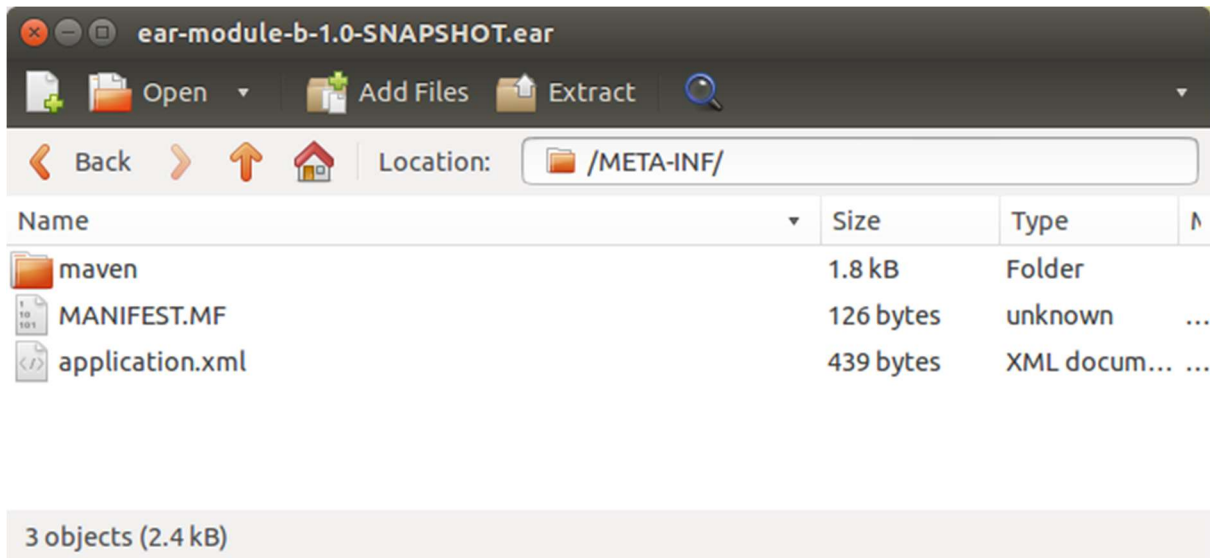 ear-module-b-1.0-SNAPSHOT.ear
Open Add Files Extract
Back Location: /META-INF/
Name Size Type
maven 1.8 kB Folder
MANIFEST.MF 126 bytes unknown ...
application.xml 439 bytes XML docum... ...
3 objects (2.4 kB)